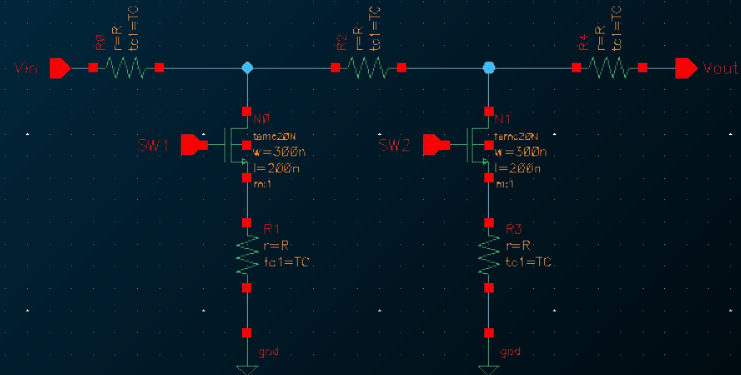 Vin
R0
r=R
tc1=TC
R2
r=R
tc1=TC
R4
r=R
tc1=TC
Vout
SW1
N0
w=300n
l=200n
m:1
SW2
N1
w=300n
l=200n
m:1
R1
r=R
tc1=TC
R3
r=R
tc1=TC
gnd
gnd